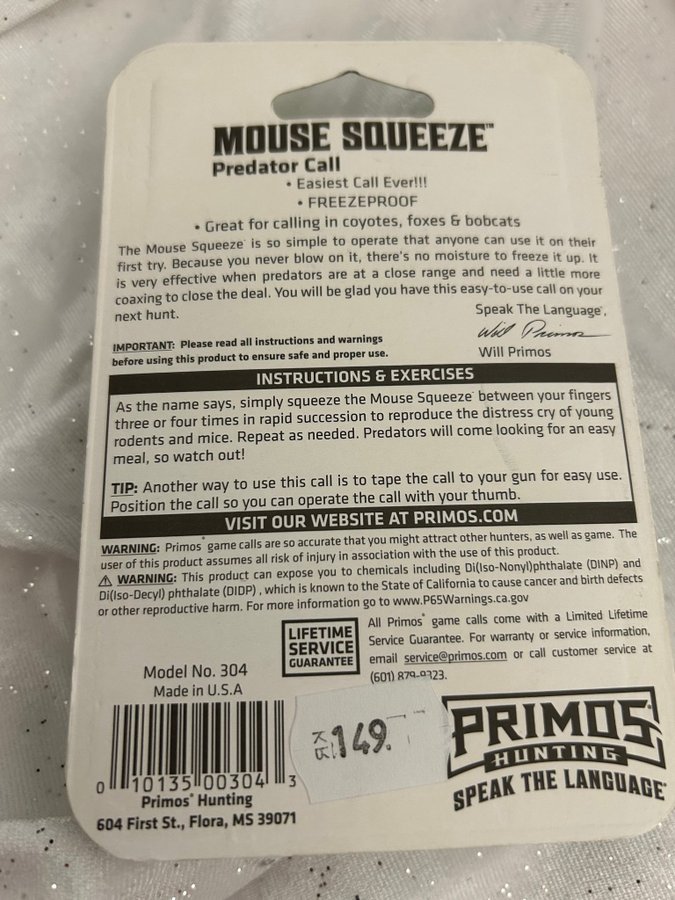 MOUSE SQUEEZE™
Predator Call
• Easiest Call Ever!!!
• FREEZEPROOF
• Great for calling in coyotes, foxes & bobcats
The Mouse Squeeze® is so simple to operate that anyone can use it on their
first try. Because you never blow on it, there's no moisture to freeze it up. It
is very effective when predators are at a close range and need a little more
coaxing to close the deal. You will be glad you have this easy-to-use call on your
next hunt.
Speak The Language®,
Will Primos
Will Primos
IMPORTANT: Please read all instructions and warnings
before using this product to ensure safe and proper use.
INSTRUCTIONS & EXERCISES
As the name says, simply squeeze the Mouse Squeeze® between your fingers
three or four times in rapid succession to reproduce the distress cry of young
rodents and mice. Repeat as needed. Predators will come looking for an easy
meal, so watch out!
TIP: Another way to use this call is to tape the call to your gun for easy use.
Position the call so you can operate the call with your thumb.
VISIT OUR WEBSITE AT PRIMOS.COM
WARNING: Primos® game calls are so accurate that you might attract other hunters, as well as game. The
user of this product assumes all risk of injury in association with the use of this product.
⚠ WARNING: This product can expose you to chemicals including Di(Iso-Nonyl)phthalate (DINP) and
Di(Iso-Decyl) phthalate (DIDP) , which is known to the State of California to cause cancer and birth defects
or other reproductive harm. For more information go to www.P65Warnings.ca.gov
LIFETIME
SERVICE
GUARANTEE
All Primos® game calls come with a Limited Lifetime
Service Guarantee. For warranty or service information,
email service@primos.com or call customer service at
(601) 879-9323.
Model No. 304
Made in U.S.A
0 10135 00304 3
Primos® Hunting
604 First St., Flora, MS 39071
KR 149.
PRIMOS®
HUNTING
SPEAK THE LANGUAGE®